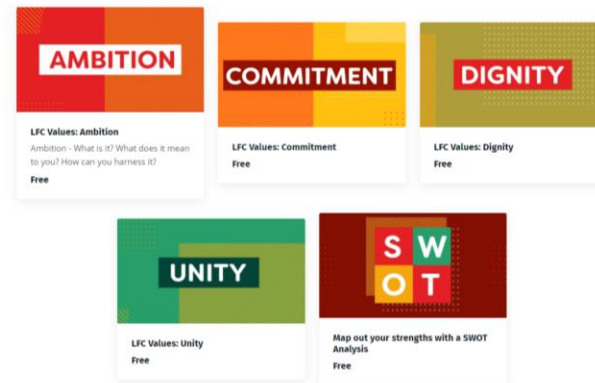 AMBITION
LFC Values: Ambition
Ambition - What is it? What does it mean
to you? How can you harness it?
Free
COMMITMENT
LFC Values: Commitment
Free
DIGNITY
LFC Values: Dignity
Free
UNITY
LFC Values: Unity
Free
S W
O T
Map out your strengths with a SWOT
Analysis
Free